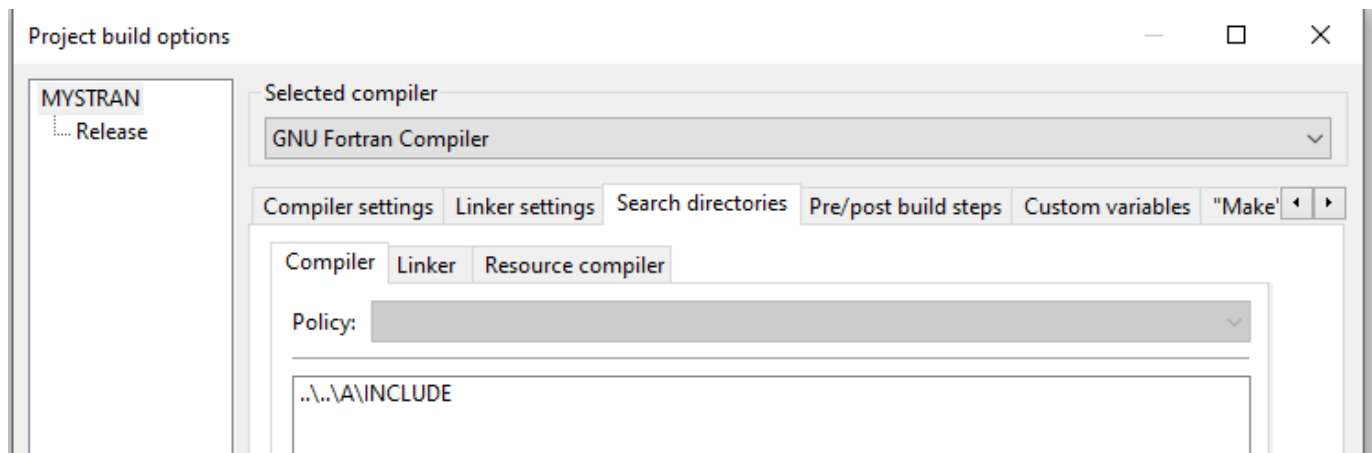 Project build options
MYSTRAN
Release
Selected compiler
GNU Fortran Compiler
Compiler settings Linker settings Search directories Pre/post build steps Custom variables "Make'
Compiler Linker Resource compiler
Policy:
..\..\A\INCLUDE